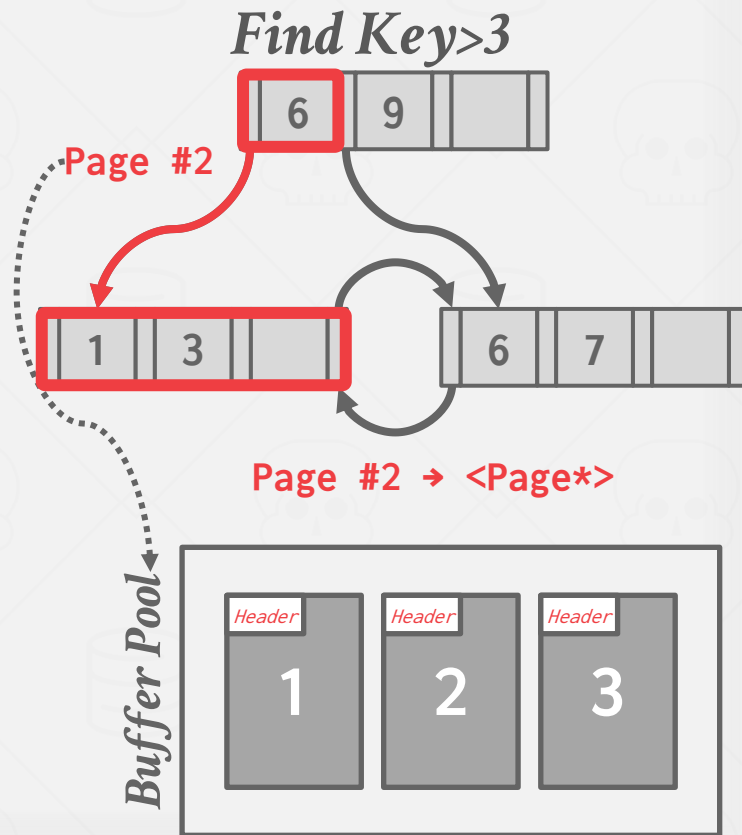 Find Key>3
6 9
Page #2
1 3
6 7
Page #2 → <Page*>
Buffer Pool
Header Header Header
1 2 3